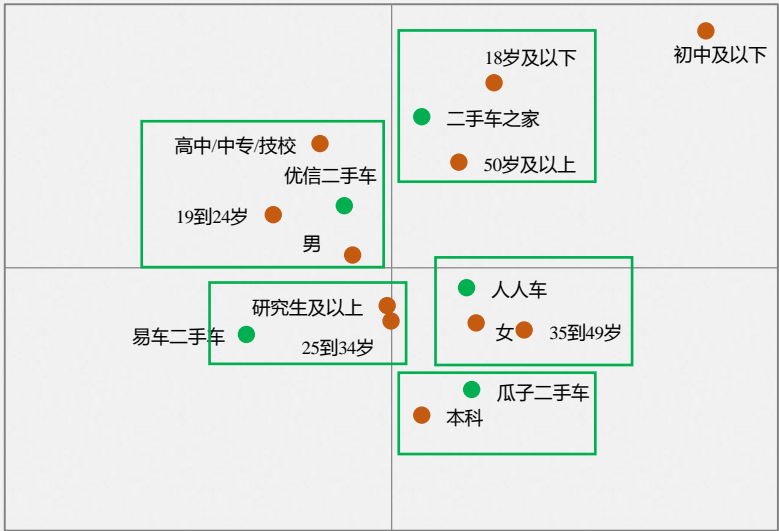 初中及以下
18岁及以下
二手车之家
高中/中专/技校
50岁及以上
优信二手车
19到24岁
男
人人车
研究生及以上
女
35到49岁
易车二手车
25到34岁
瓜子二手车
本科